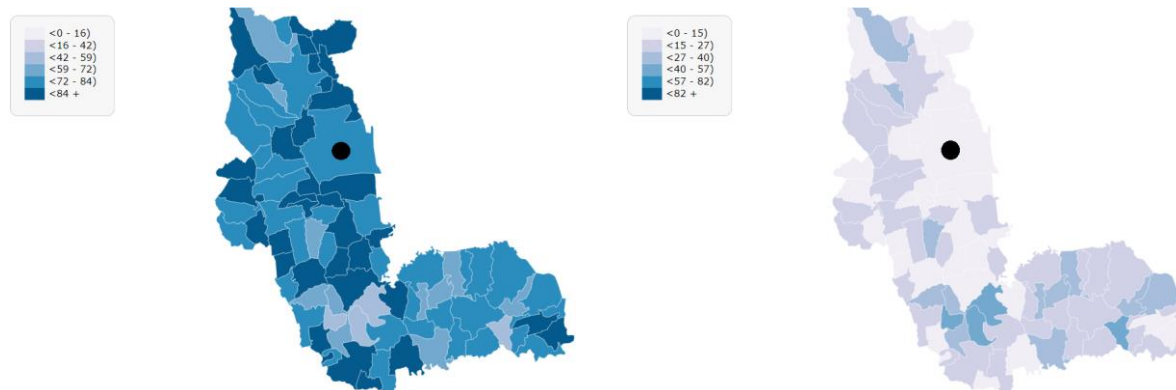 <0 - 16)
<16 - 42)
<42 - 59)
<59 - 72)
<72 - 84)
<84 +
<0 - 15)
<15 - 27)
<27 - 40)
<40 - 57)
<57 - 82)
<82 +